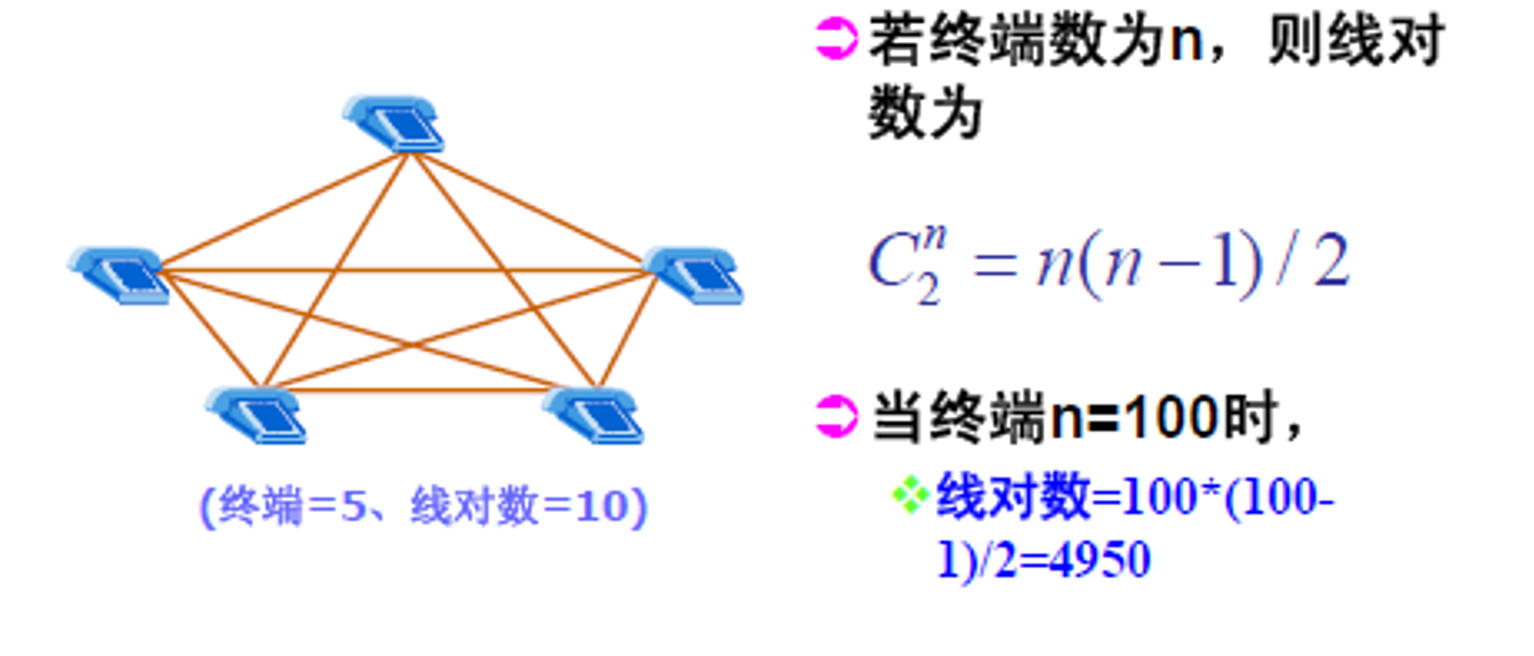 若终端数为n，则线对
数为
C₂ⁿ = n(n−1)/2
当终端n=100时，
线对数=100*(100-
1)/2=4950
(终端=5、线对数=10)